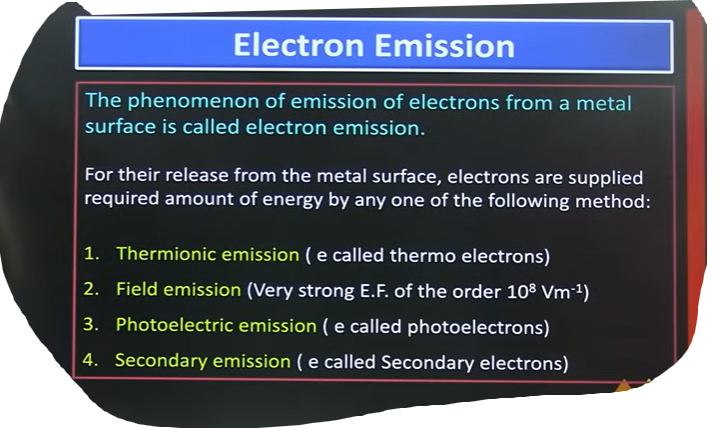 Electron Emission
The phenomenon of emission of electrons from a metal
surface is called electron emission.
For their release from the metal surface, electrons are supplied
required amount of energy by any one of the following method:
1. Thermionic emission ( e called thermo electrons)
2. Field emission (Very strong E.F. of the order 10⁸ Vm⁻¹)
3. Photoelectric emission ( e called photoelectrons)
4. Secondary emission ( e called Secondary electrons)